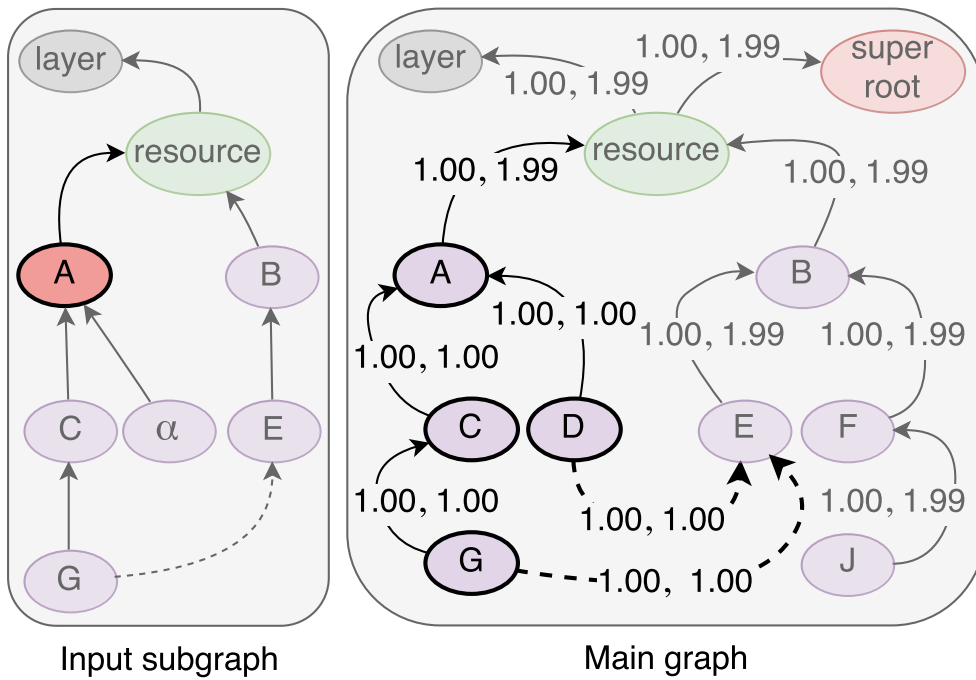 layer
resource
A
B
C
α
E
G
Input subgraph
layer
1.00, 1.99
super
root
1.00, 1.99
resource
1.00, 1.99
1.00, 1.99
A
B
1.00, 1.00
1.00, 1.99
1.00, 1.99
1.00, 1.00
C
D
E
F
1.00, 1.00
1.00, 1.00
1.00, 1.99
G
1.00, 1.00
J
Main graph